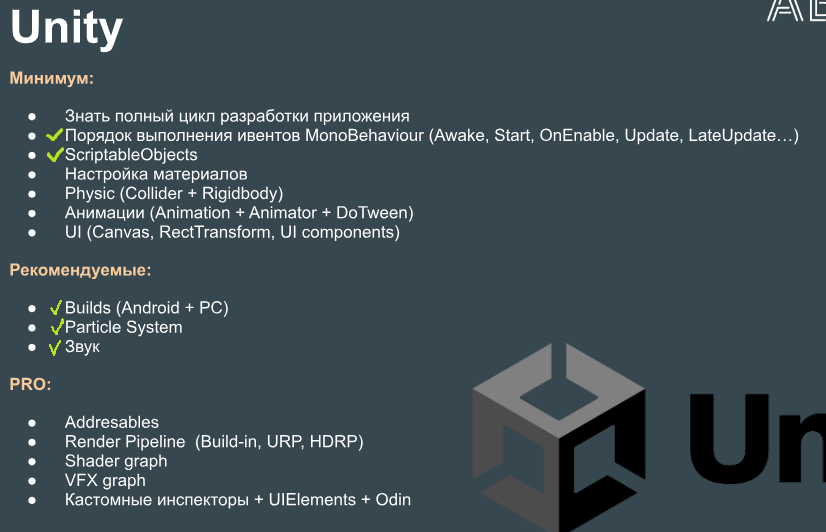 Unity
Минимум:
● Знать полный цикл разработки приложения
● Порядок выполнения ивентов MonoBehaviour (Awake, Start, OnEnable, Update, LateUpdate…)
● ScriptableObjects
● Настройка материалов
● Physic (Collider + Rigidbody)
● Анимации (Animation + Animator + DoTween)
● UI (Canvas, RectTransform, UI components)
Рекомендуемые:
● Builds (Android + PC)
● Particle System
● Звук
PRO:
● Addresables
● Render Pipeline (Build-in, URP, HDRP)
● Shader graph
● VFX graph
● Кастомные инспекторы + UIElements + Odin
Un